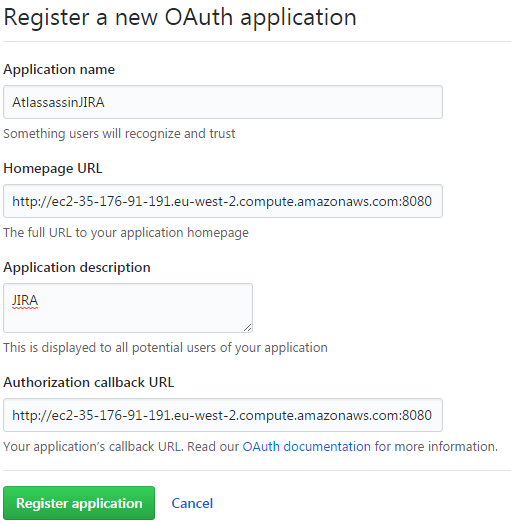 Register a new OAuth application
Application name
AtlassassinJIRA
Something users will recognize and trust
Homepage URL
http://ec2-35-176-91-191.eu-west-2.compute.amazonaws.com:8080
The full URL to your application homepage
Application description
JIRA
This is displayed to all potential users of your application
Authorization callback URL
http://ec2-35-176-91-191.eu-west-2.compute.amazonaws.com:8080
Your application’s callback URL. Read our OAuth documentation for more information.
Register application Cancel